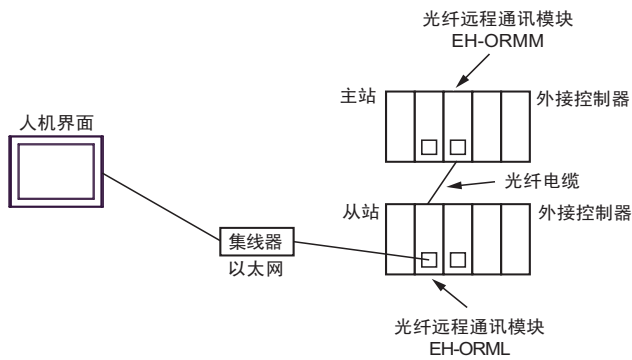 光纤远程通讯模块
EH-ORMM
主站
外接控制器
人机界面
光纤电缆
从站
外接控制器
集线器
以太网
光纤远程通讯模块
EH-ORML